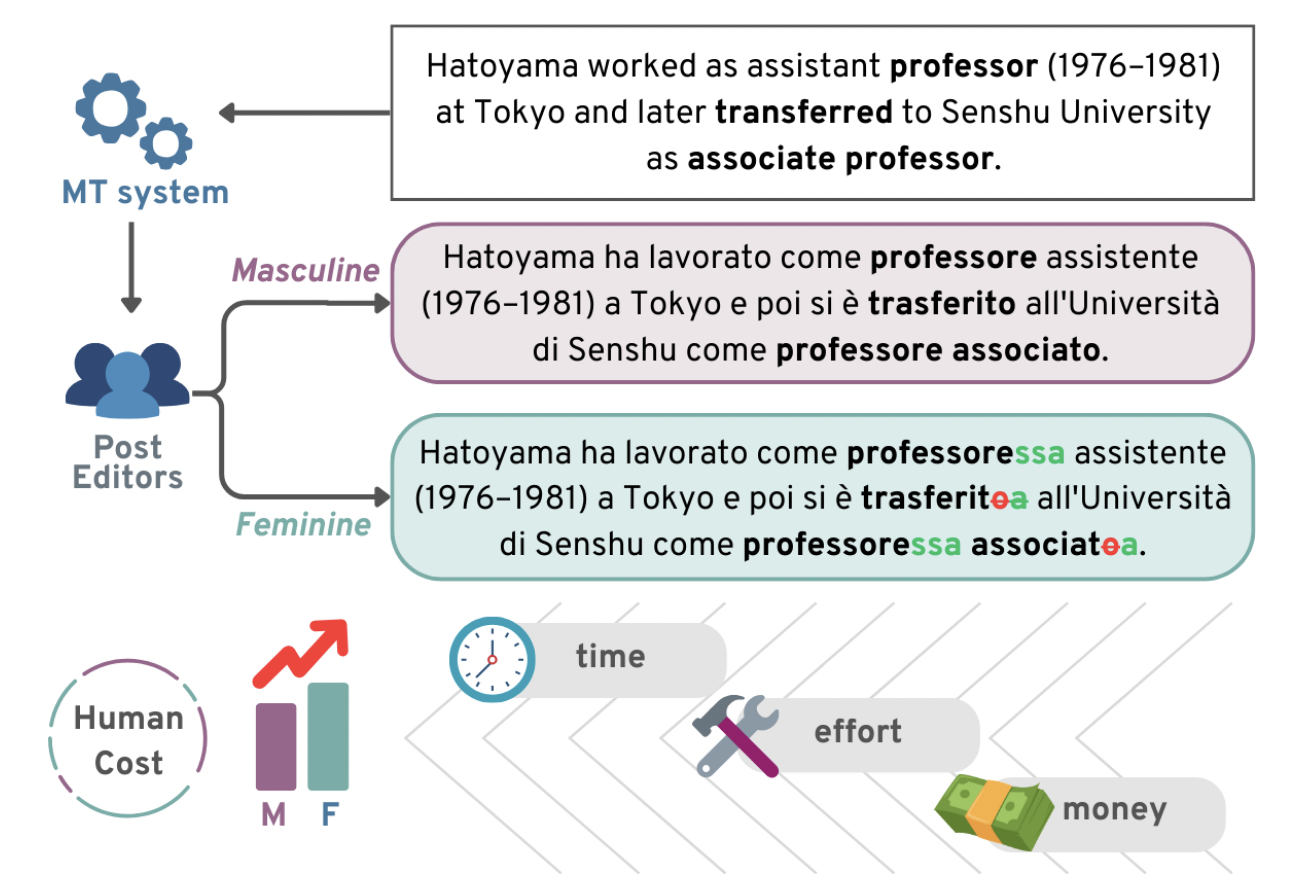 Hatoyama worked as assistant professor (1976–1981)
at Tokyo and later transferred to Senshu University
as associate professor.
MT system
Masculine
Hatoyama ha lavorato come professore assistente
(1976–1981) a Tokyo e poi si è trasferito all'Università
di Senshu come professore associato.
Post
Editors
Feminine
Hatoyama ha lavorato come professoressa assistente
(1976–1981) a Tokyo e poi si è trasferitoa all'Università
di Senshu come professoressa associatoa.
Human
Cost
M F
time
effort
money